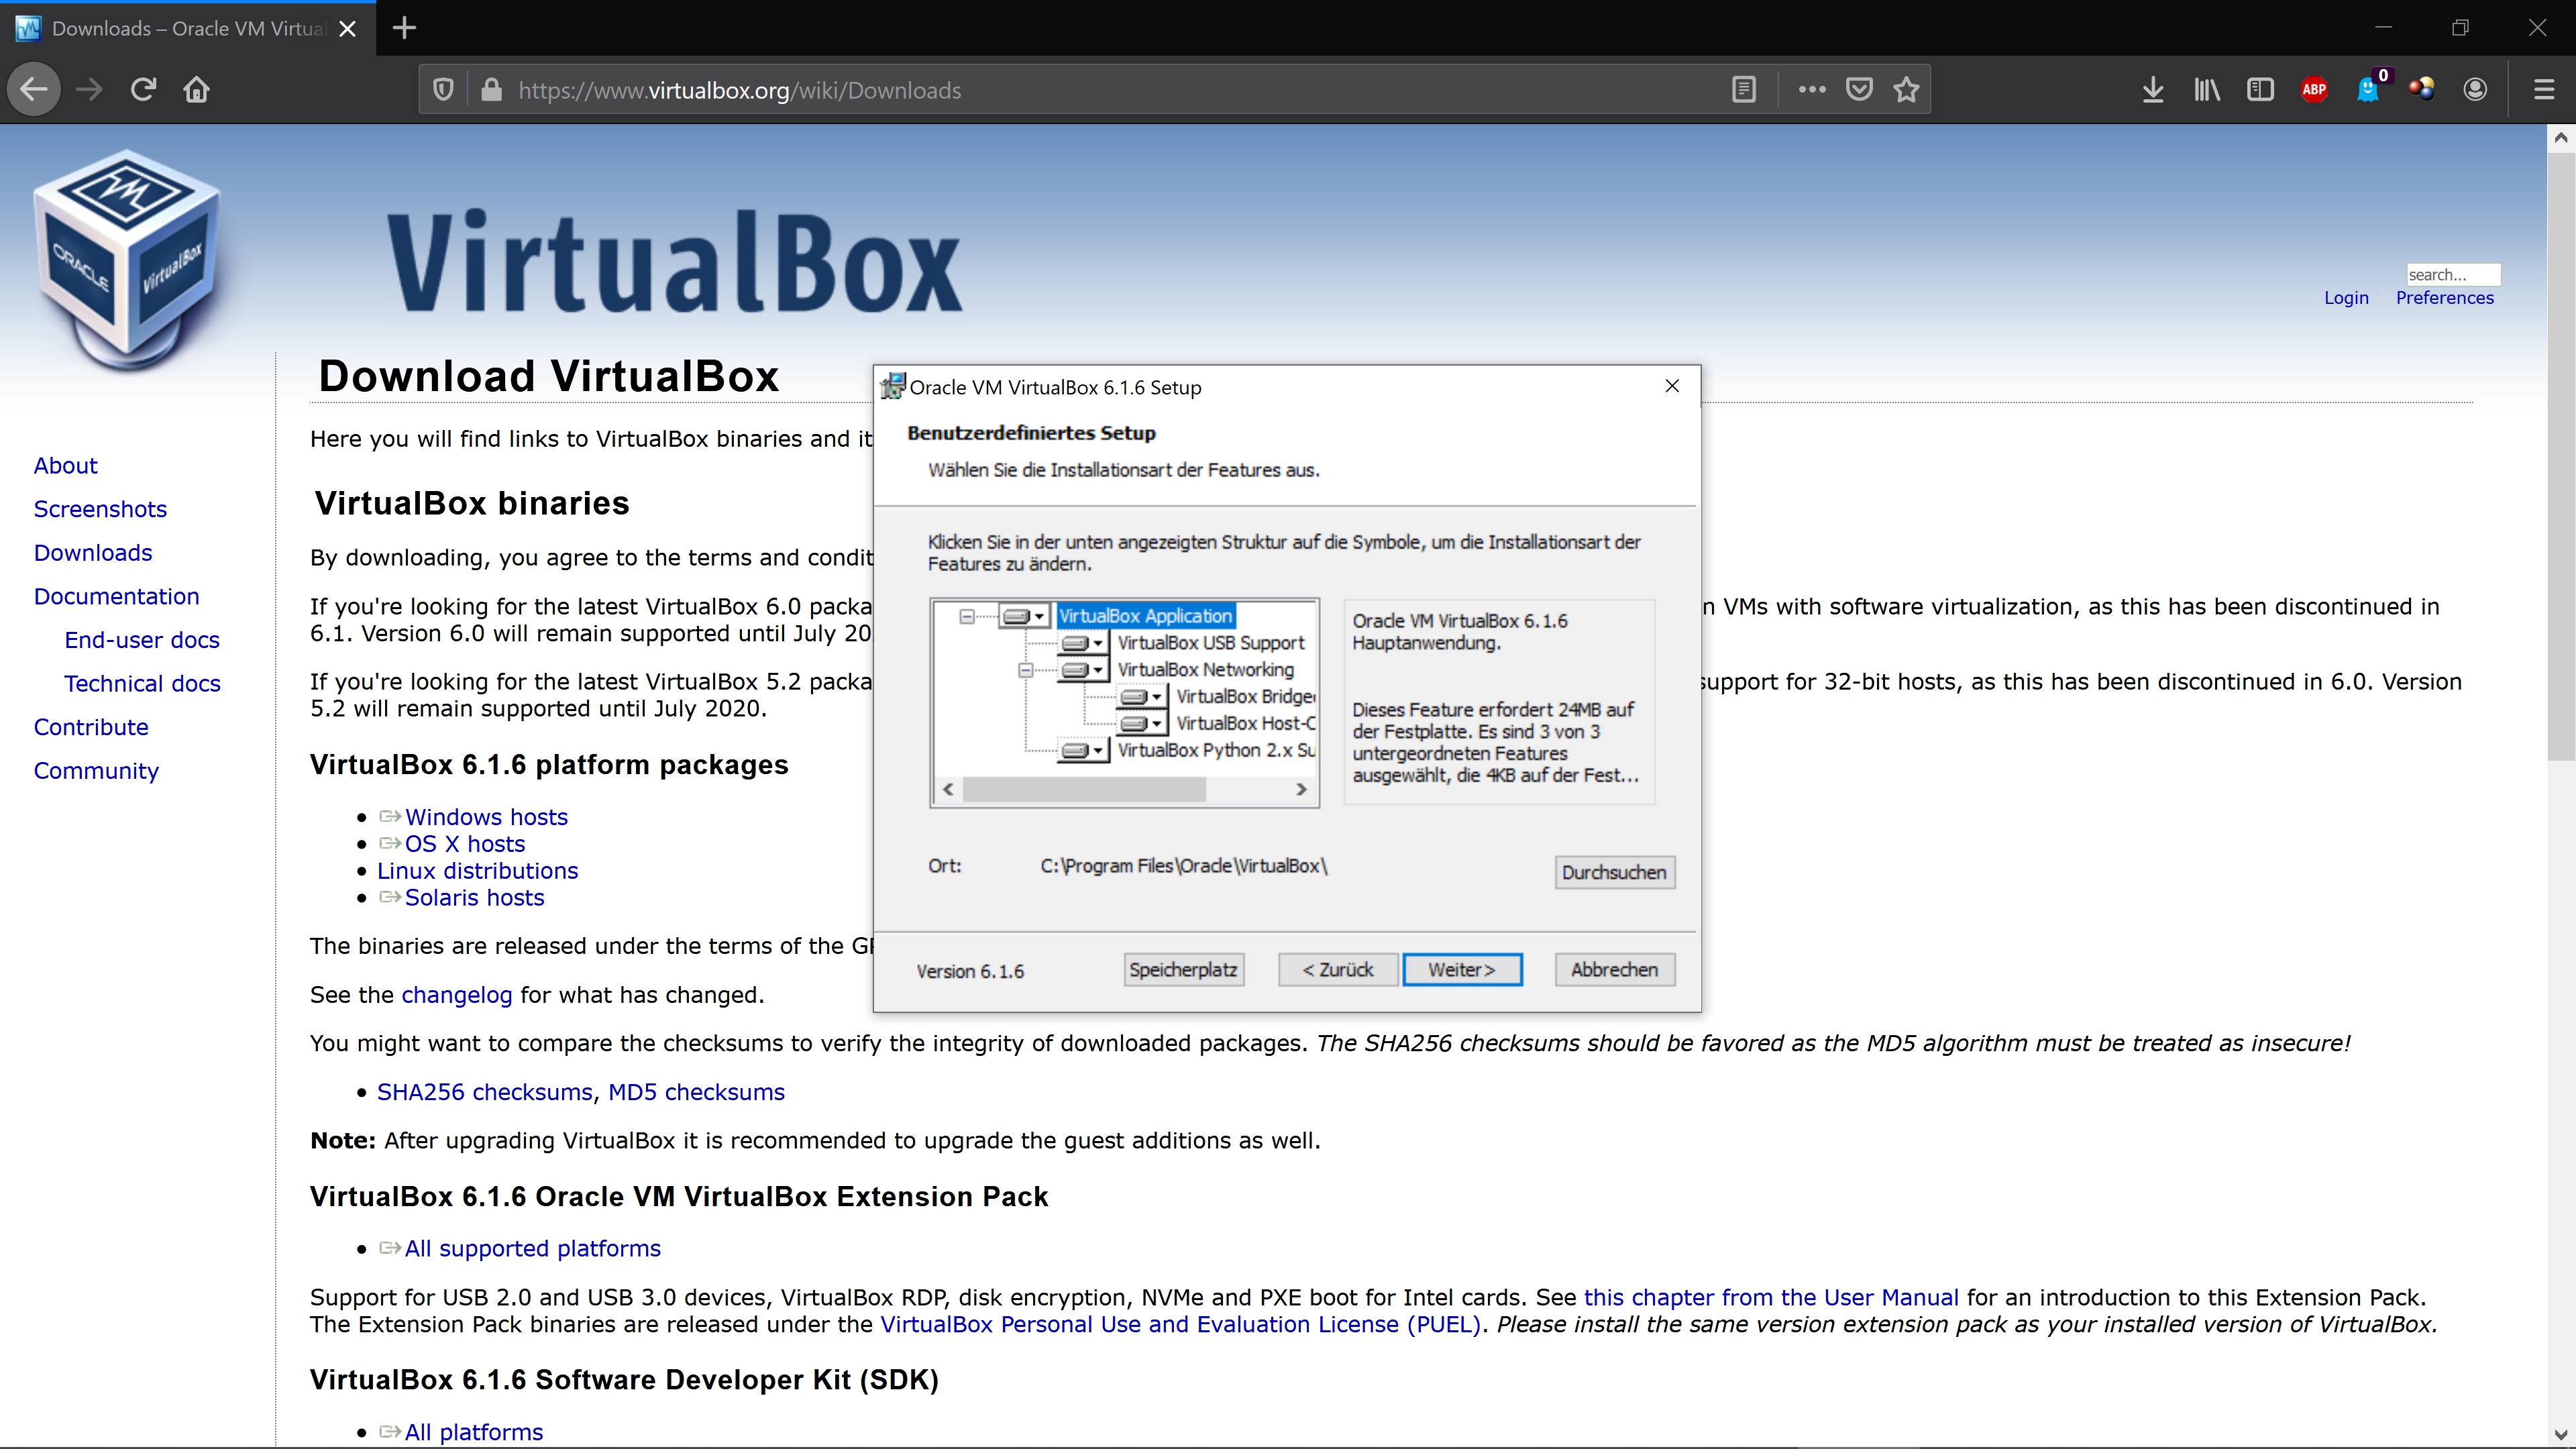 Downloads – Oracle VM Virtua
https://www.virtualbox.org/wiki/Downloads
ABP
0
ORACLE
VirtualBox
VirtualBox
search...
Login Preferences
About
Screenshots
Downloads
Documentation
End-user docs
Technical docs
Contribute
Community
Download VirtualBox
Here you will find links to VirtualBox binaries and it
VirtualBox binaries
By downloading, you agree to the terms and condit
If you're looking for the latest VirtualBox 6.0 packa n VMs with software virtualization, as this has been discontinued in
6.1. Version 6.0 will remain supported until July 20
If you're looking for the latest VirtualBox 5.2 packa support for 32-bit hosts, as this has been discontinued in 6.0. Version
5.2 will remain supported until July 2020.
VirtualBox 6.1.6 platform packages
Windows hosts
OS X hosts
Linux distributions
Solaris hosts
The binaries are released under the terms of the GP
See the changelog for what has changed.
You might want to compare the checksums to verify the integrity of downloaded packages. The SHA256 checksums should be favored as the MD5 algorithm must be treated as insecure!
SHA256 checksums, MD5 checksums
Note: After upgrading VirtualBox it is recommended to upgrade the guest additions as well.
VirtualBox 6.1.6 Oracle VM VirtualBox Extension Pack
All supported platforms
Support for USB 2.0 and USB 3.0 devices, VirtualBox RDP, disk encryption, NVMe and PXE boot for Intel cards. See this chapter from the User Manual for an introduction to this Extension Pack.
The Extension Pack binaries are released under the VirtualBox Personal Use and Evaluation License (PUEL). Please install the same version extension pack as your installed version of VirtualBox.
VirtualBox 6.1.6 Software Developer Kit (SDK)
All platforms
Oracle VM VirtualBox 6.1.6 Setup
Benutzerdefiniertes Setup
Wählen Sie die Installationsart der Features aus.
Klicken Sie in der unten angezeigten Struktur auf die Symbole, um die Installationsart der
Features zu ändern.
VirtualBox Application
VirtualBox USB Support
VirtualBox Networking
VirtualBox Bridge
VirtualBox Host-C
VirtualBox Python 2.x Su
Oracle VM VirtualBox 6.1.6
Hauptanwendung.
Dieses Feature erfordert 24MB auf
der Festplatte. Es sind 3 von 3
untergeordneten Features
ausgewählt, die 4KB auf der Fest...
Ort: C:\Program Files\Oracle\VirtualBox\
Durchsuchen
Version 6.1.6
Speicherplatz
< Zurück
Weiter>
Abbrechen